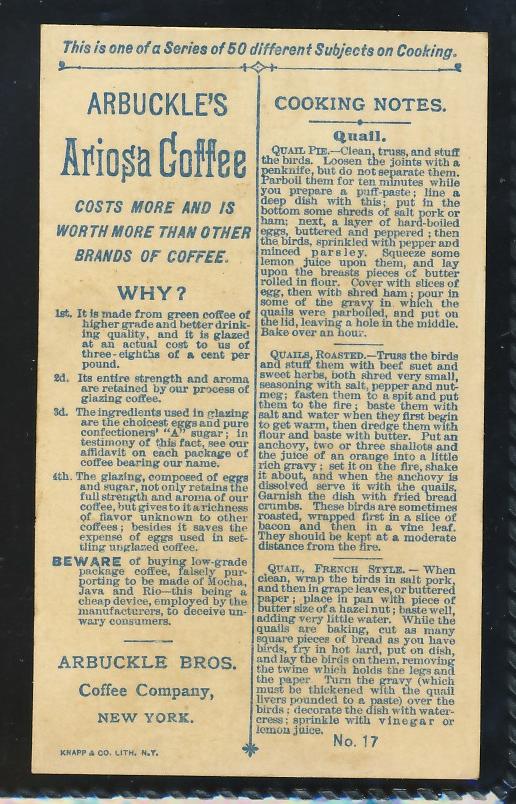 This is one of a Series of 50 different Subjects on Cooking.
ARBUCKLE'S
Ariosa Coffee
COSTS MORE AND IS
WORTH MORE THAN OTHER
BRANDS OF COFFEE.
WHY?
1st. It is made from green coffee of
higher grade and better drink-
ing quality, and it is glazed
at an actual cost to us of
three-eighths of a cent per
pound.
2d. Its entire strength and aroma
are retained by our process of
glazing coffee.
3d. The ingredients used in glazing
are the choicest eggs and pure
confectioners' "A" sugar; in
testimony of this fact, see our
affidavit on each package of
coffee bearing our name.
4th. The glazing, composed of eggs
and sugar, not only retains the
full strength and aroma of our
coffee, but gives to it a richness
of flavor unknown to other
coffees; besides it saves the
expense of eggs used in set-
tling unglazed coffee.
BEWARE of buying low-grade
package coffee, falsely pur-
porting to be made of Mocha,
Java and Rio—this being a
cheap device, employed by the
manufacturers, to deceive un-
wary consumers.
ARBUCKLE BROS.
Coffee Company,
NEW YORK.
KNAPP & CO. LITH. N.Y.
COOKING NOTES.
Quail.
QUAIL PIE.—Clean, truss, and stuff
the birds. Loosen the joints with a
penknife, but do not separate them.
Parboil them for ten minutes while
you prepare a puff-paste; line a
deep dish with this; put in the
bottom some shreds of salt pork or
ham; next, a layer of hard-boiled
eggs, buttered and peppered; then
the birds, sprinkled with pepper and
minced parsley. Squeeze some
lemon juice upon them, and lay
upon the breasts pieces of butter
rolled in flour. Cover with slices of
egg, then with shred ham; pour in
some of the gravy in which the
quails were parboiled, and put on
the lid, leaving a hole in the middle.
Bake over an hour.
QUAILS, ROASTED.—Truss the birds
and stuff them with beef suet and
sweet herbs, both shred very small,
seasoning with salt, pepper and nut-
meg; fasten them to a spit and put
them to the fire; baste them with
salt and water when they first begin
to get warm, then dredge them with
flour and baste with butter. Put an
anchovy, two or three shallots and
the juice of an orange into a little
rich gravy; set it on the fire, shake
it about, and when the anchovy is
dissolved, serve it with the quails.
Garnish the dish with fried bread
crumbs. These birds are sometimes
roasted, wrapped first in a slice of
bacon and then in a vine leaf.
They should be kept at a moderate
distance from the fire.
QUAIL, FRENCH STYLE. — When
clean, wrap the birds in salt pork,
and then in grape leaves, or buttered
paper; place in pan with piece of
butter size of a hazel nut; baste well,
adding very little water. While the
quails are baking, cut as many
square pieces of bread as you have
birds, fry in hot lard, put on dish,
and lay the birds on them, removing
the twine which holds the legs and
the paper Turn the gravy (which
must be thickened with the quail
livers pounded to a paste) over the
birds; decorate the dish with water-
cress; sprinkle with vinegar or
lemon juice.
No. 17